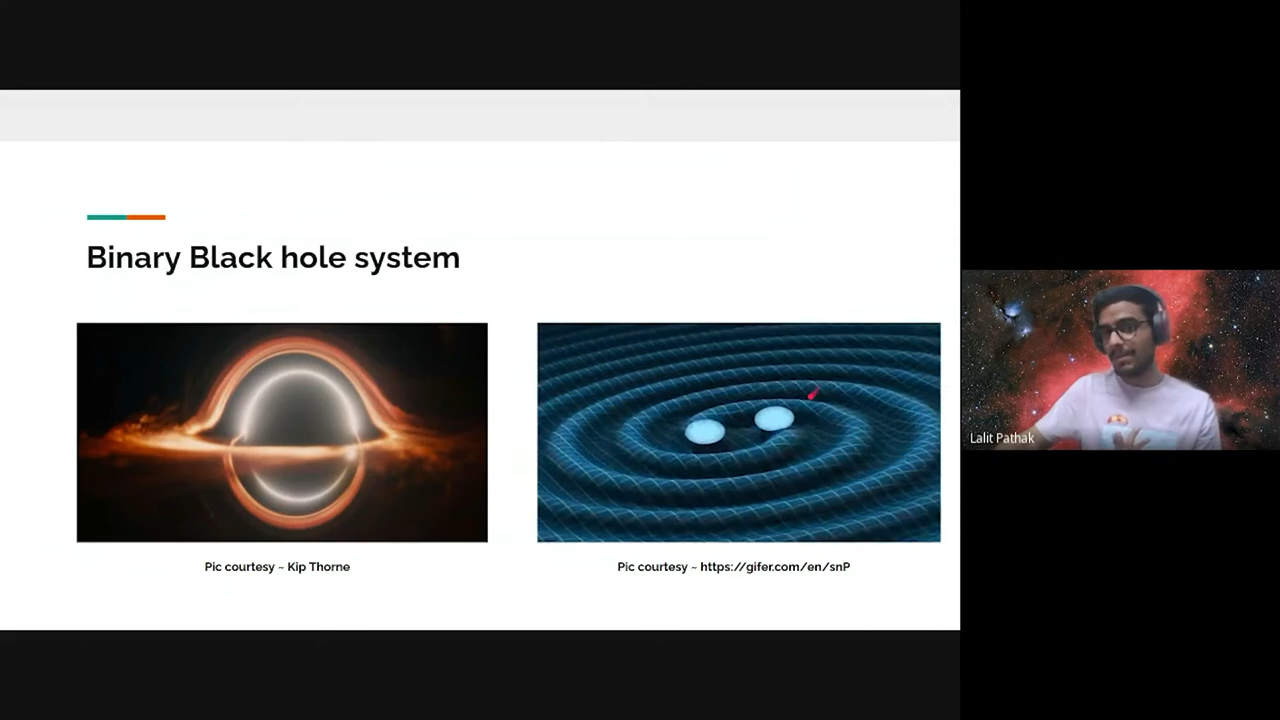 Binary Black hole system
Pic courtesy ~ Kip Thorne
Pic courtesy ~ https://gifer.com/en/snP
Lalit Pathak